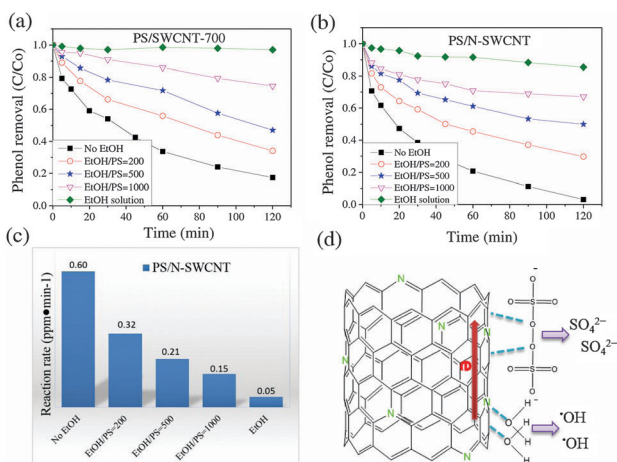 (a)
PS/SWCNT-700
Phenol removal (C/Co)
1.0
0.8
0.6
0.4
0.2
0.0
No EtOH
EtOH/PS=200
EtOH/PS=500
EtOH/PS=1000
EtOH solution
0 20 40 60 80 100 120
Time (min)
(b)
PS/N-SWCNT
Phenol removal (C/Co)
1.0
0.8
0.6
0.4
0.2
0.0
No EtOH
EtOH/PS=200
EtOH/PS=500
EtOH/PS=1000
EtOH solution
0 20 40 60 80 100 120
Time (min)
(c)
PS/N-SWCNT
Reaction rate (ppm●min-1)
0.60
0.32
0.21
0.15
0.05
No EtOH
EtOH/PS=200
EtOH/PS=500
EtOH/PS=1000
EtOH
(d)
N
N
N
N
N
N
N
O⁻
O=S=O
O
O
O=S=O
O⁻
SO₄²⁻
SO₄²⁻
H
O
H
H
O
H
•OH
•OH